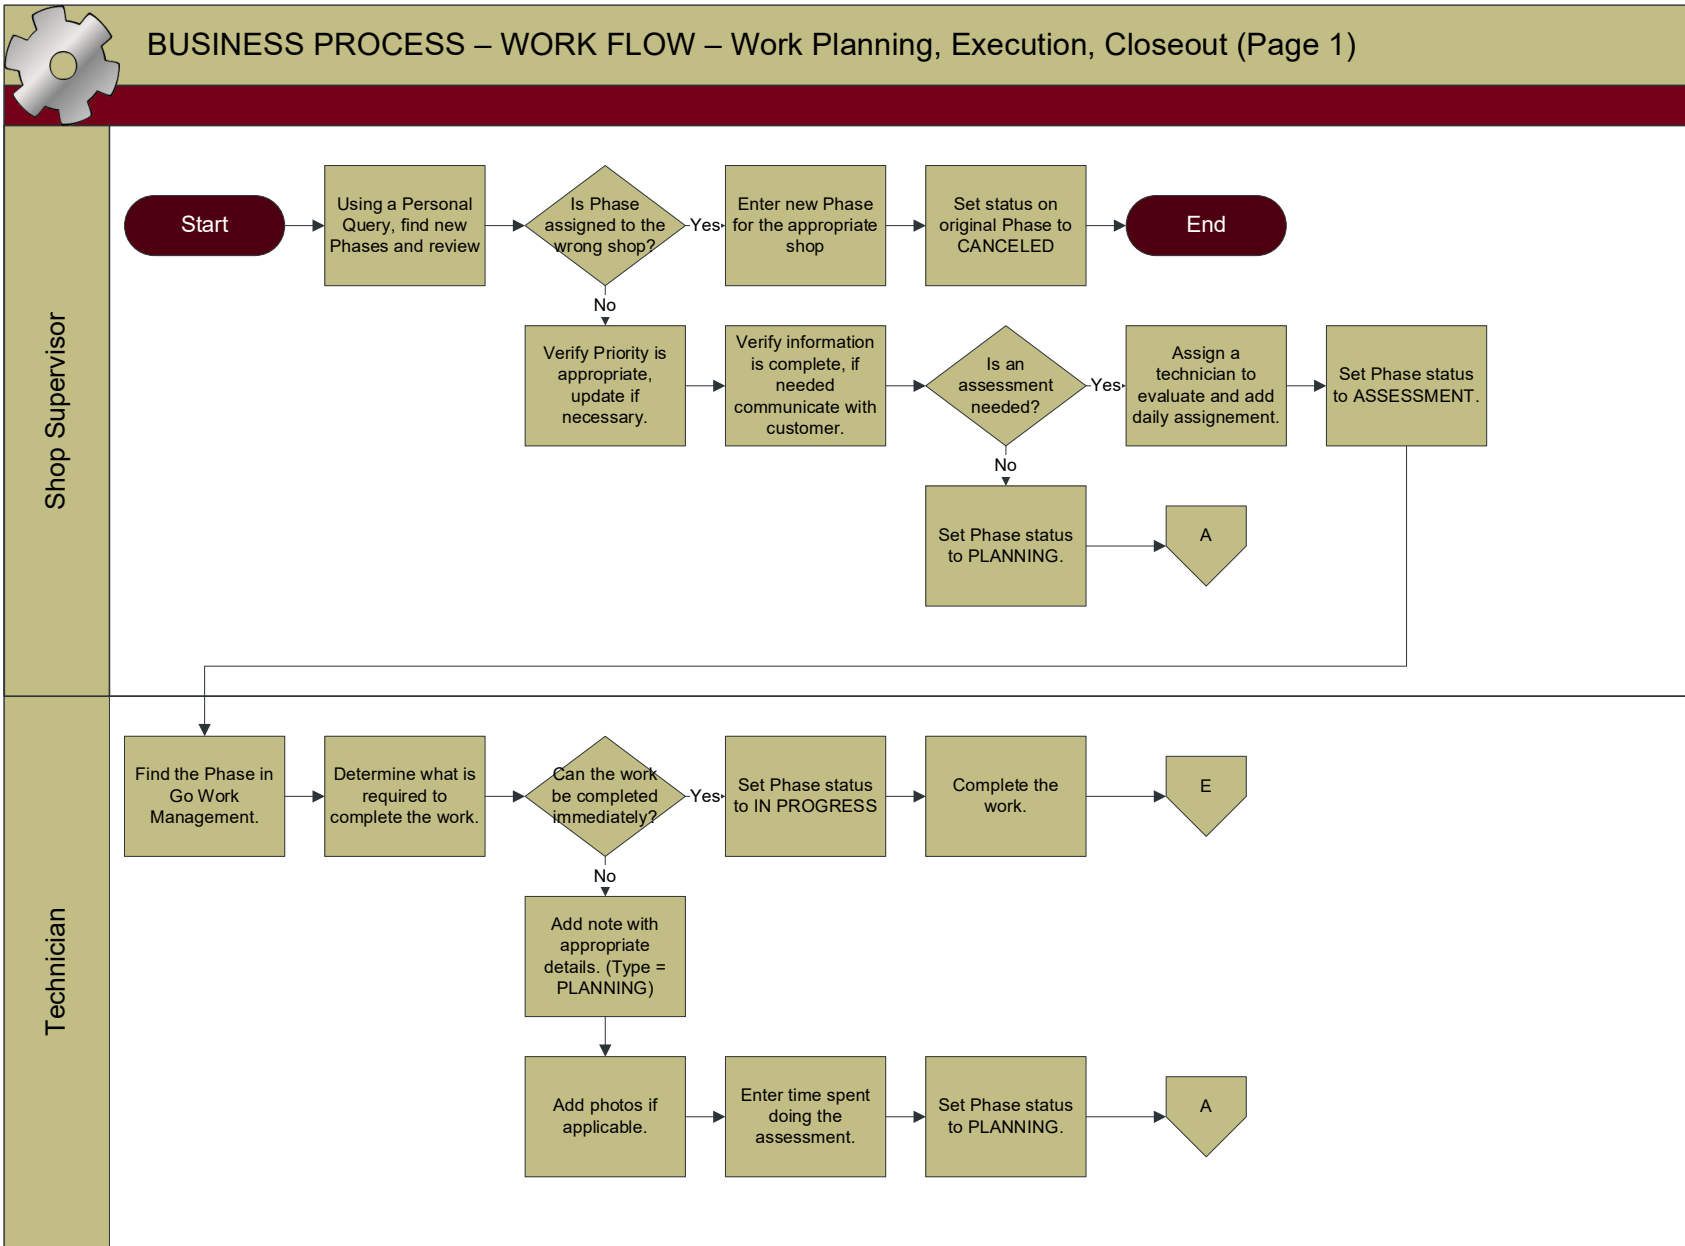 BUSINESS PROCESS – WORK FLOW – Work Planning, Execution, Closeout (Page 1)
Shop Supervisor
Start
Using a Personal
Query, find new
Phases and review
Is Phase
assigned to the
wrong shop?
Yes
Enter new Phase
for the appropriate
shop
Set status on
original Phase to
CANCELED
End
No
Verify Priority is
appropriate,
update if
necessary.
Verify information
is complete, if
needed
communicate with
customer.
Is an
assessment
needed?
Yes
Assign a
technician to
evaluate and add
daily assignement.
Set Phase status
to ASSESSMENT.
No
Set Phase status
to PLANNING.
A
Technician
Find the Phase in
Go Work
Management.
Determine what is
required to
complete the work.
Can the work
be completed
immediately?
Yes
Set Phase status
to IN PROGRESS
Complete the
work.
E
No
Add note with
appropriate
details. (Type =
PLANNING)
Add photos if
applicable.
Enter time spent
doing the
assessment.
Set Phase status
to PLANNING.
A